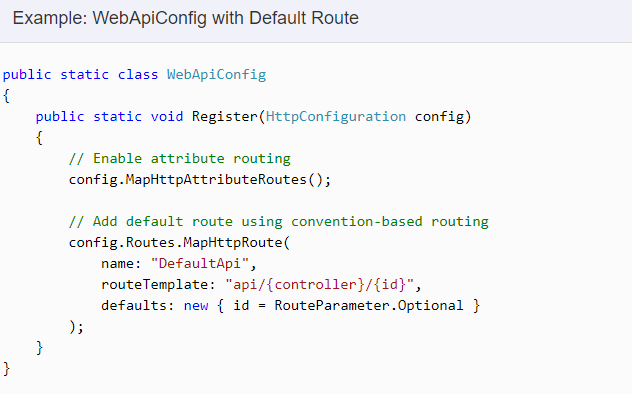 Example: WebApiConfig with Default Route
public static class WebApiConfig
{
    public static void Register(HttpConfiguration config)
    {
        // Enable attribute routing
        config.MapHttpAttributeRoutes();

        // Add default route using convention-based routing
        config.Routes.MapHttpRoute(
            name: "DefaultApi",
            routeTemplate: "api/{controller}/{id}",
            defaults: new { id = RouteParameter.Optional }
        );
    }
}